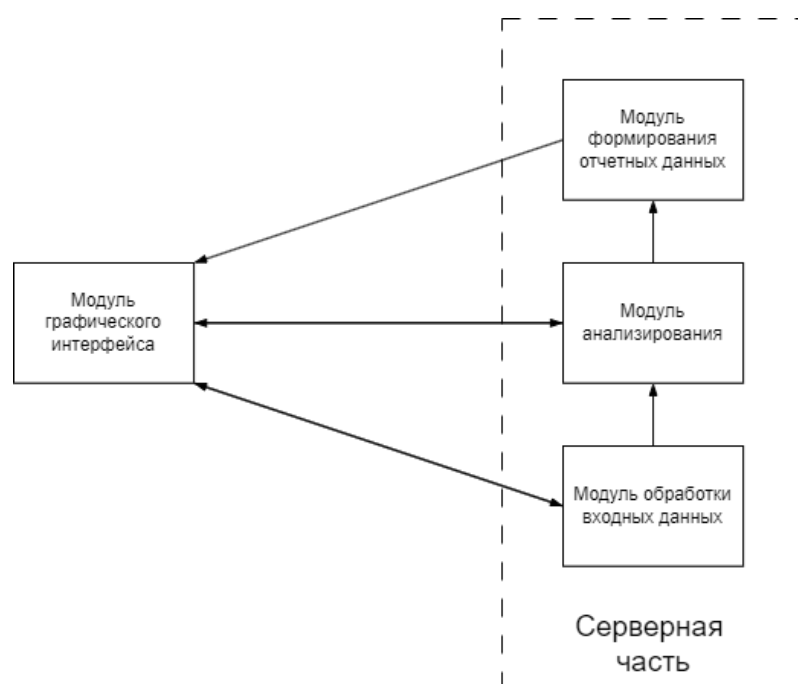 Модуль
формирования
отчетных данных
Модуль
графического
интерфейса
Модуль
анализирования
Модуль обработки
входных данных
Серверная
часть